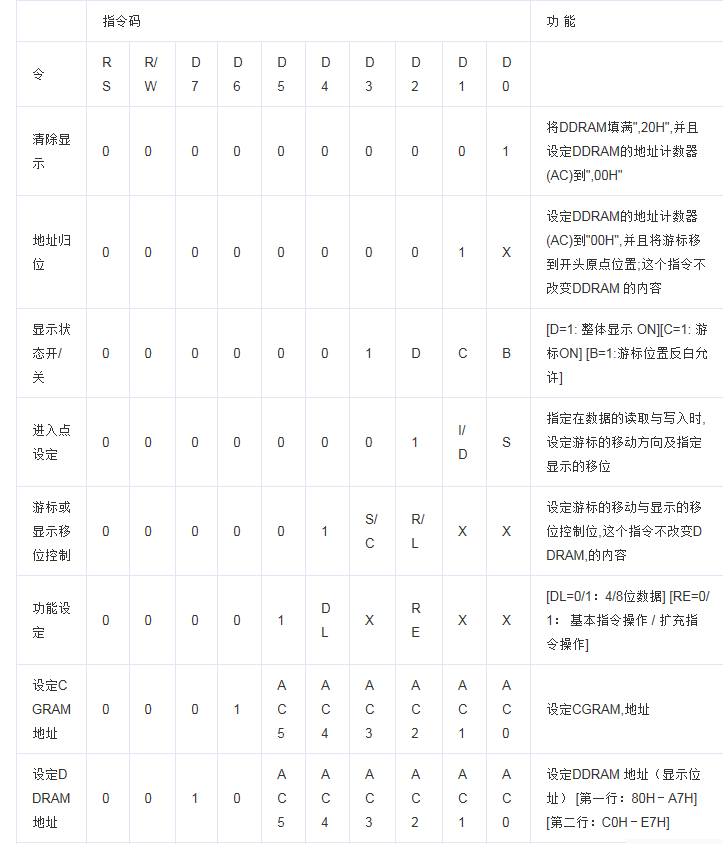 指令码 功 能
令 RS R/W D7 D6 D5 D4 D3 D2 D1 D0
清除显示 0 0 0 0 0 0 0 0 0 1 将DDRAM填满",20H",并且设定DDRAM的地址计数器(AC)到",00H"
地址归位 0 0 0 0 0 0 0 0 1 X 设定DDRAM的地址计数器(AC)到"00H",并且将游标移到开头原点位置;这个指令不改变DDRAM 的内容
显示状态开/关 0 0 0 0 0 0 1 D C B [D=1: 整体显示 ON][C=1: 游标ON] [B=1:游标位置反白允许]
进入点设定 0 0 0 0 0 0 0 1 I/D S 指定在数据的读取与写入时,设定游标的移动方向及指定显示的移位
游标或显示移位控制 0 0 0 0 0 1 S/C R/L X X 设定游标的移动与显示的移位控制位,这个指令不改变DDRAM,的内容
功能设定 0 0 0 0 1 DL X RE X X [DL=0/1：4/8位数据] [RE=0/1： 基本指令操作 / 扩充指令操作]
设定CGRAM地址 0 0 0 1 AC5 AC4 AC3 AC2 AC1 AC0 设定CGRAM,地址
设定DDRAM地址 0 0 1 0 AC5 AC4 AC3 AC2 AC1 AC0 设定DDRAM 地址（显示位址） [第一行：80H－A7H] [第二行：C0H－E7H]